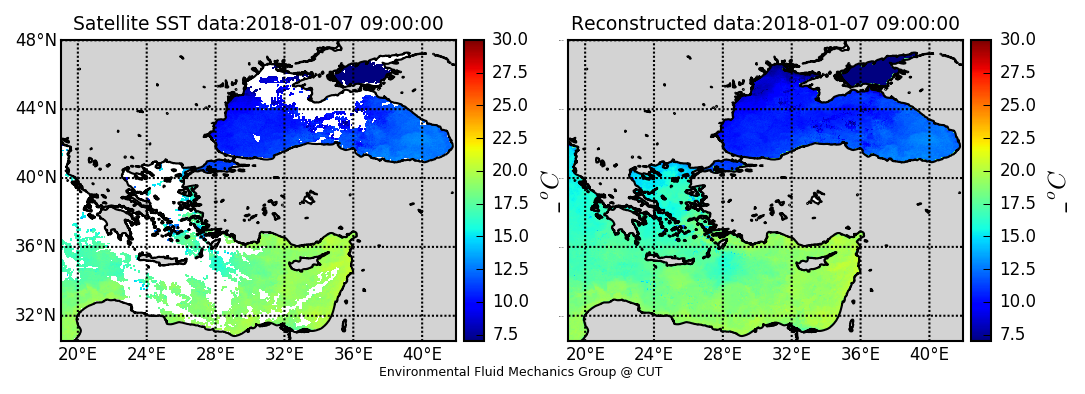 Satellite SST data:2018-01-07 09:00:00
48°N
44°N
40°N
36°N
32°N
20°E 24°E 28°E 32°E 36°E 40°E
30.0
27.5
25.0
22.5
20.0
17.5
15.0
12.5
10.0
7.5
_ °C
Reconstructed data:2018-01-07 09:00:00
20°E 24°E 28°E 32°E 36°E 40°E
30.0
27.5
25.0
22.5
20.0
17.5
15.0
12.5
10.0
7.5
_ °C
Environmental Fluid Mechanics Group @ CUT